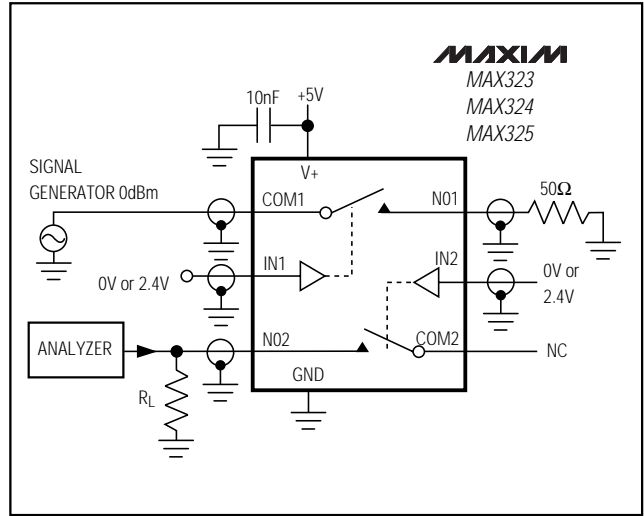 MAXIM
MAX323
MAX324
MAX325
10nF
+5V
V+
SIGNAL
GENERATOR 0dBm
COM1
N01
50Ω
IN1
IN2
0V or 2.4V
0V or
2.4V
ANALYZER
N02
COM2
NC
RL
GND